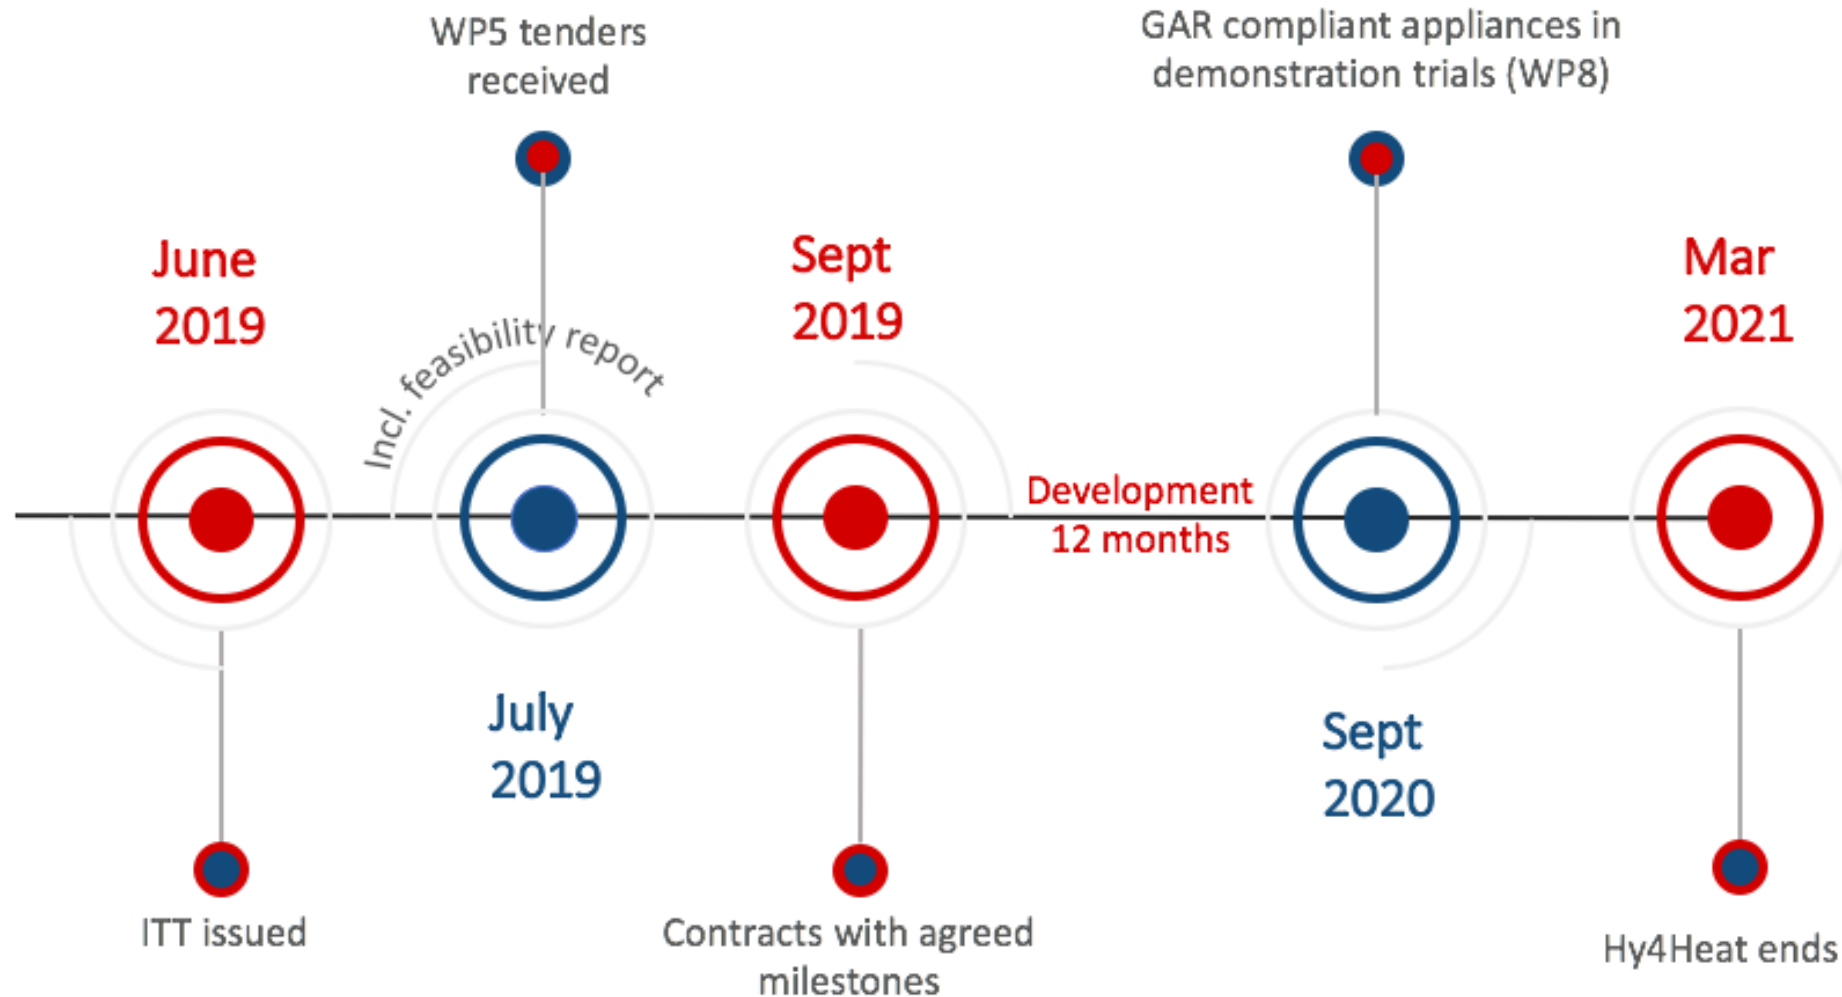 WP5 tenders
received
GAR compliant appliances in
demonstration trials (WP8)
June
2019
Incl. feasibility report
Sept
2019
Mar
2021
Development
12 months
July
2019
Sept
2020
ITT issued
Contracts with agreed
milestones
Hy4Heat ends